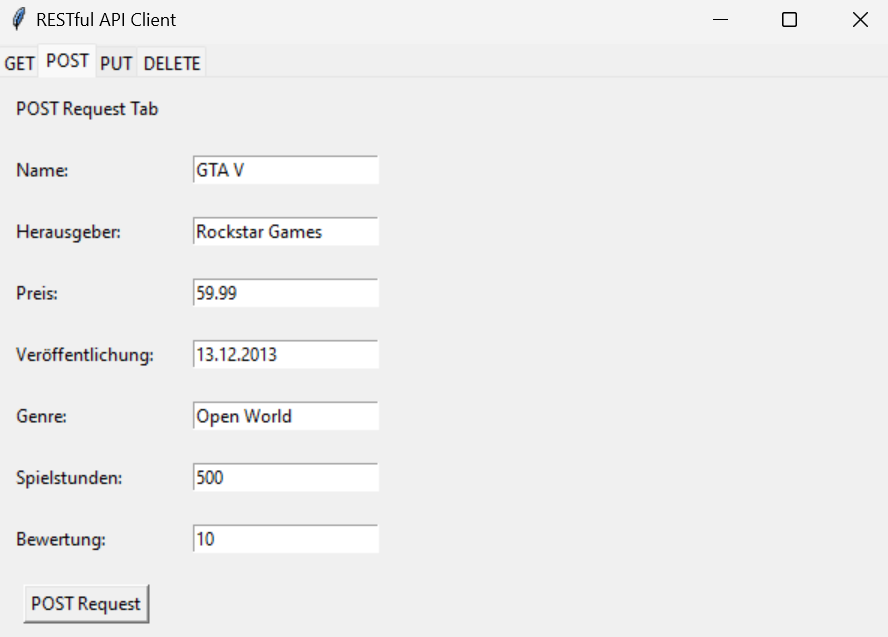 RESTful API Client
GET POST PUT DELETE
POST Request Tab
Name: GTA V
Herausgeber: Rockstar Games
Preis: 59.99
Veröffentlichung: 13.12.2013
Genre: Open World
Spielstunden: 500
Bewertung: 10
POST Request